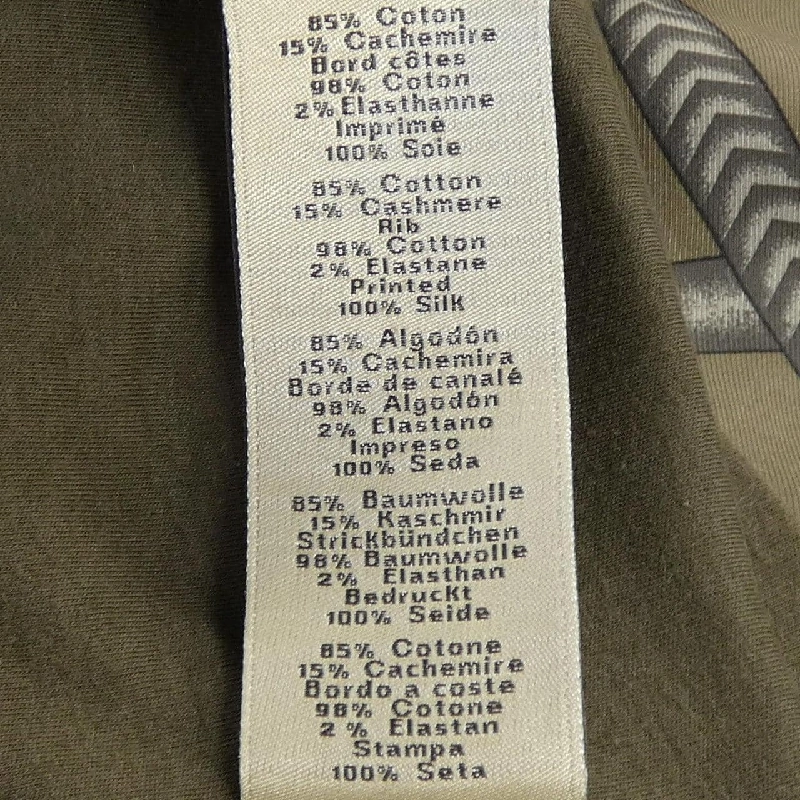 85% Coton
15% Cachemire
Bord côtes
98% Coton
2% Elasthanne
Imprimé
100% Soie
85% Cotton
15% Cashmere
Rib
98% Cotton
2% Elastane
Printed
100% Silk
85% Algodón
15% Cachemira
Borde de canalé
98% Algodón
2% Elastano
Impreso
100% Seda
85% Baumwolle
15% Kaschmir
Strickbündchen
98% Baumwolle
2% Elasthan
Bedruckt
100% Seide
85% Cotone
15% Cachemire
Bordo a coste
98% Cotone
2% Elastan
Stampa
100% Seta